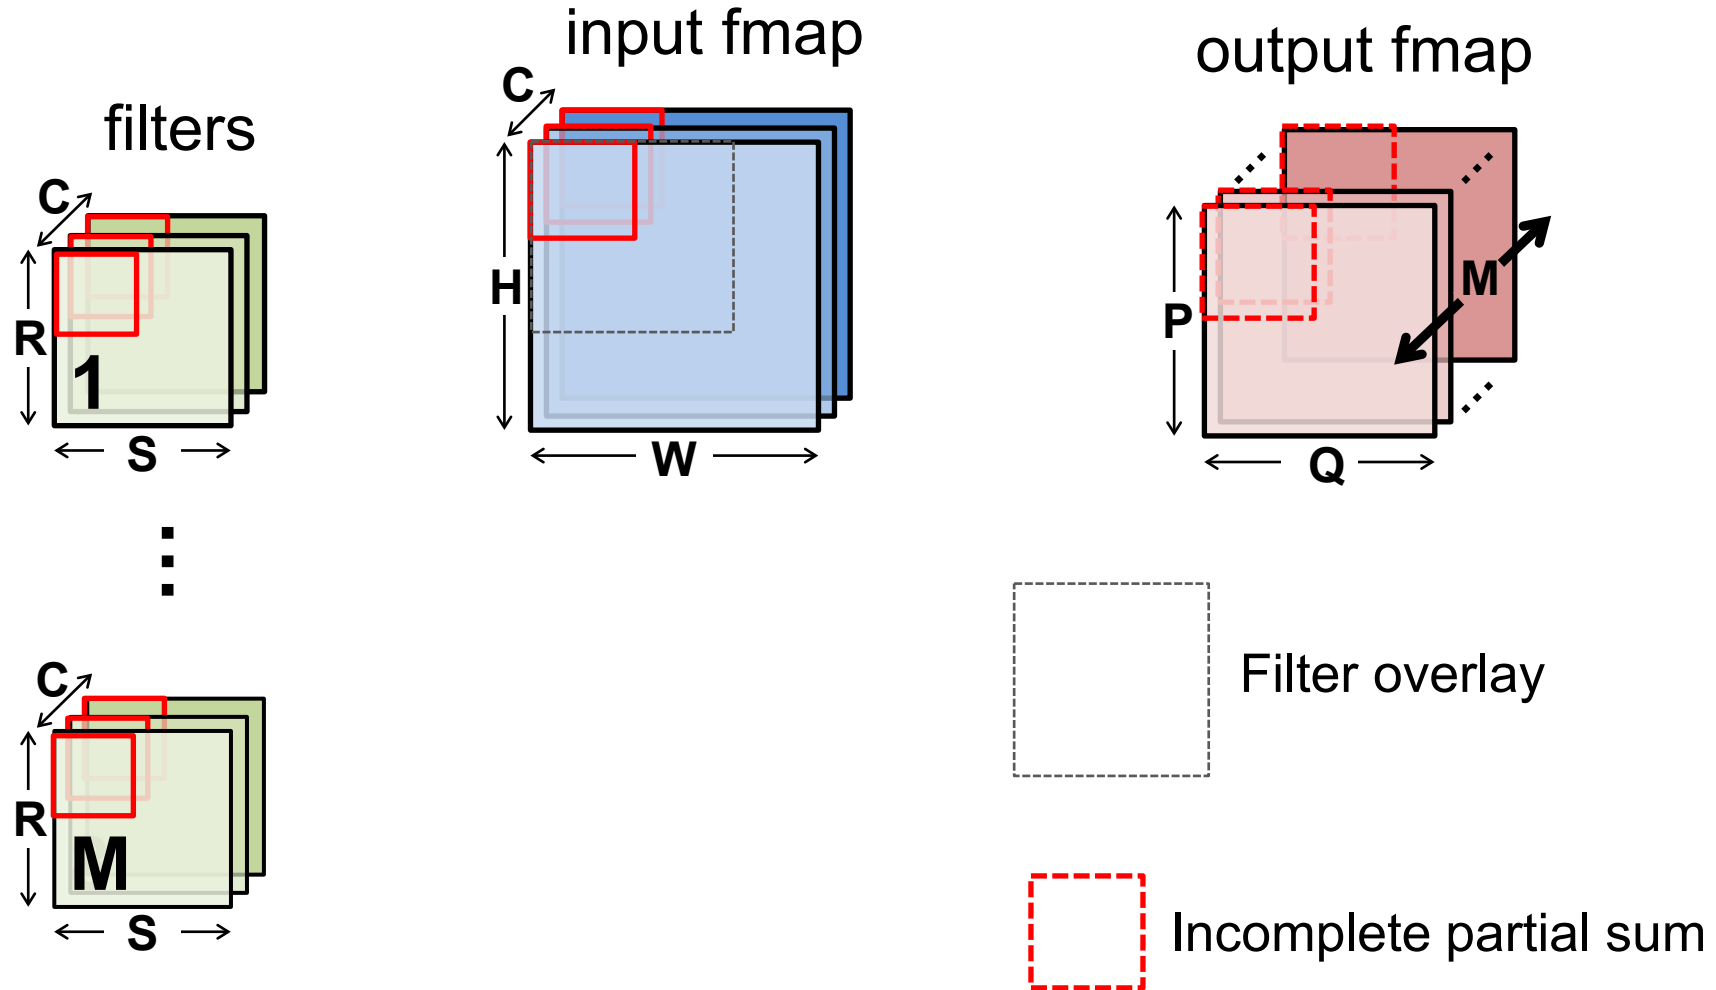 filters
C
R
1
S
C
R
M
S
input fmap
C
H
W
output fmap
P
M
Q
Filter overlay
Incomplete partial sum